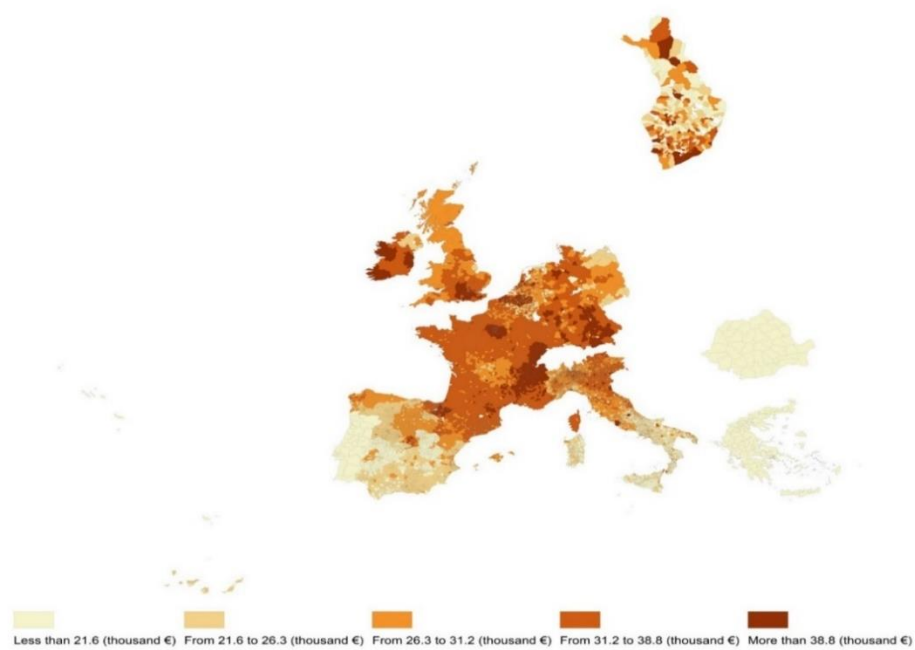 Less than 21.6 (thousand €)
From 21.6 to 26.3 (thousand €)
From 26.3 to 31.2 (thousand €)
From 31.2 to 38.8 (thousand €)
More than 38.8 (thousand €)